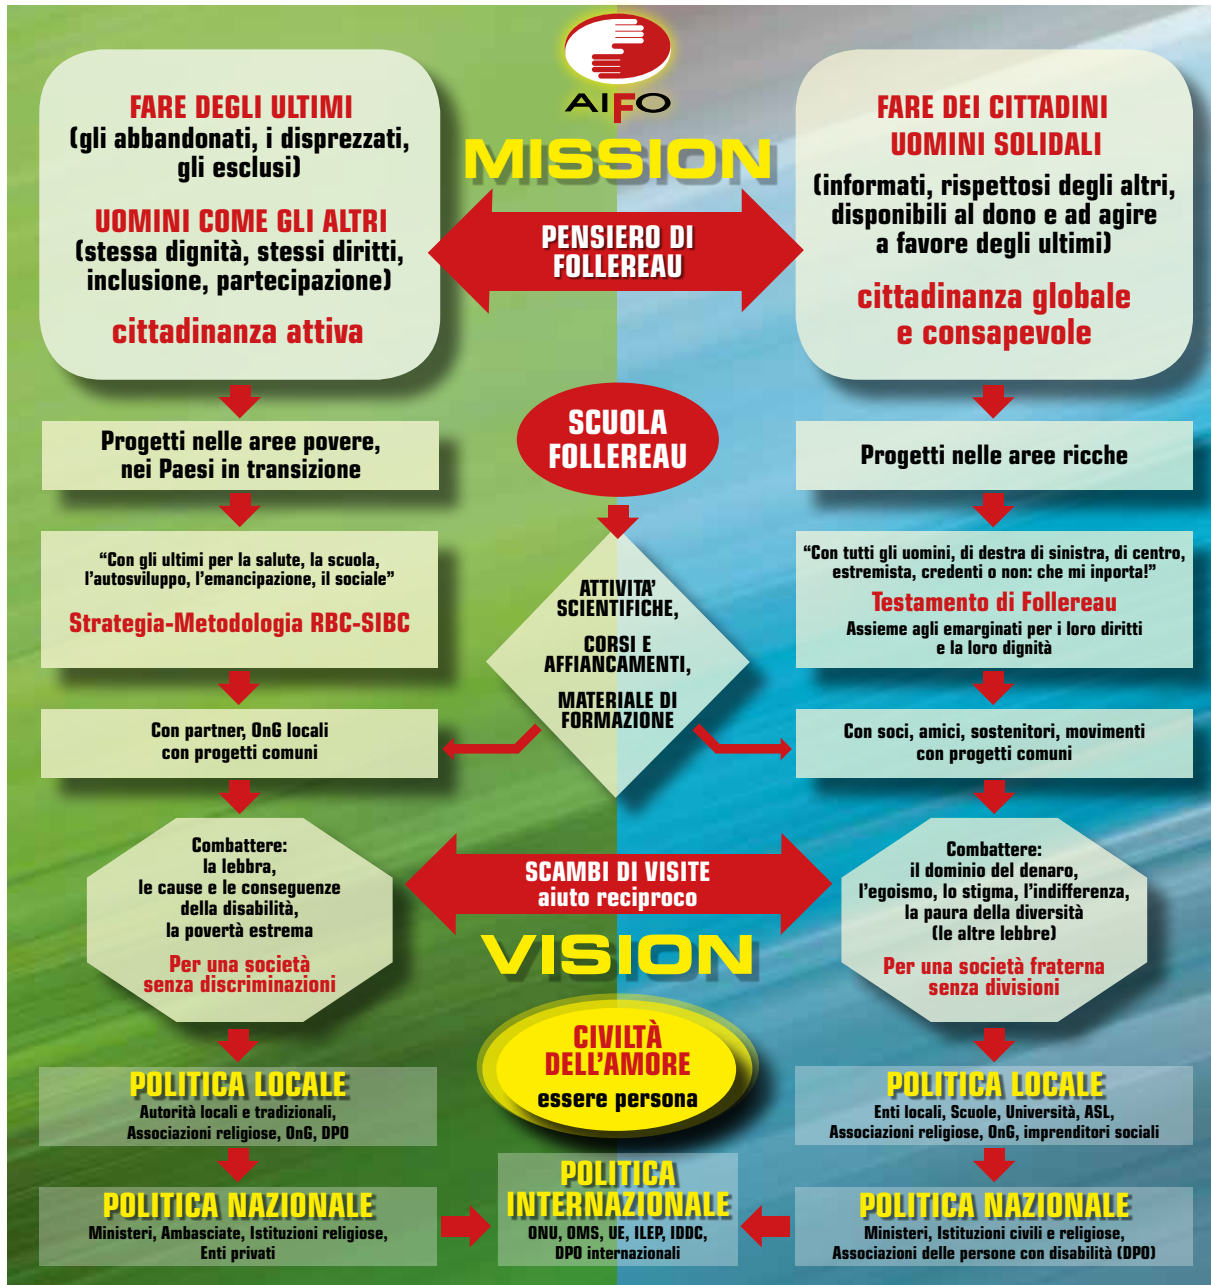 AIFO
MISSION
FARE DEGLI ULTIMI
(gli abbandonati, i disprezzati,
gli esclusi)
UOMINI COME GLI ALTRI
(stessa dignità, stessi diritti,
inclusione, partecipazione)
cittadinanza attiva
PENSIERO DI
FOLLEREAU
FARE DEI CITTADINI
UOMINI SOLIDALI
(informati, rispettosi degli altri,
disponibili al dono e ad agire
a favore degli ultimi)
cittadinanza globale
e consapevole
Progetti nelle aree povere,
nei Paesi in transizione
SCUOLA
FOLLEREAU
Progetti nelle aree ricche
“Con gli ultimi per la salute, la scuola,
l’autosviluppo, l’emancipazione, il sociale”
Strategia-Metodologia RBC-SIBC
ATTIVITA’
SCIENTIFICHE,
CORSI E
AFFIANCAMENTI,
MATERIALE DI
FORMAZIONE
“Con tutti gli uomini, di destra di sinistra, di centro,
estremista, credenti o non: che mi inporta!”
Testamento di Follereau
Assieme agli emarginati per i loro diritti
e la loro dignità
Con partner, OnG locali
con progetti comuni
Con soci, amici, sostenitori, movimenti
con progetti comuni
Combattere:
la lebbra,
le cause e le conseguenze
della disabilità,
la povertà estrema
Per una società
senza discriminazioni
SCAMBI DI VISITE
aiuto reciproco
Combattere:
il dominio del denaro,
l’egoismo, lo stigma, l’indifferenza,
la paura della diversità
(le altre lebbre)
Per una società fraterna
senza divisioni
VISION
CIVILTÀ
DELL’AMORE
essere persona
POLITICA LOCALE
Autorità locali e tradizionali,
Associazioni religiose, OnG, DPO
POLITICA LOCALE
Enti locali, Scuole, Università, ASL,
Associazioni religiose, OnG, imprenditori sociali
POLITICA NAZIONALE
Ministeri, Ambasciate, Istituzioni religiose,
Enti privati
POLITICA
INTERNAZIONALE
ONU, OMS, UE, ILEP, IDDC,
DPO internazionali
POLITICA NAZIONALE
Ministeri, Istituzioni civili e religiose,
Associazioni delle persone con disabilità (DPO)